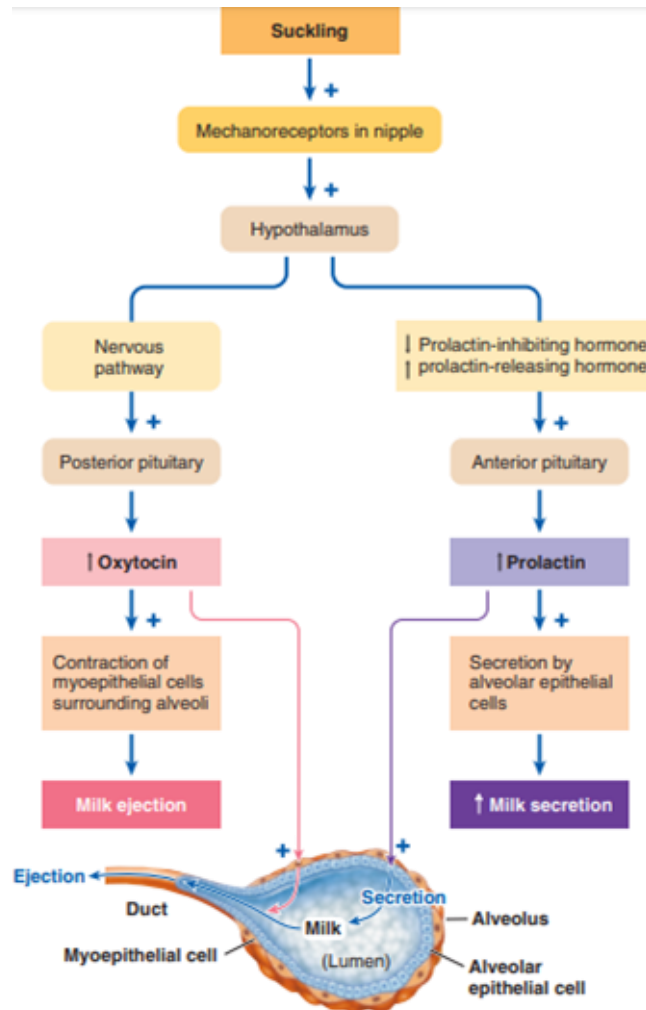 Suckling
+
Mechanoreceptors in nipple
+
Hypothalamus
Nervous
pathway
↓ Prolactin-inhibiting hormone
↑ prolactin-releasing hormone
+
+
Posterior pituitary
Anterior pituitary
↑ Oxytocin
↑ Prolactin
+
+
Contraction of
myoepithelial cells
surrounding alveoli
Secretion by
alveolar epithelial
cells
Milk ejection
↑ Milk secretion
+
+
Ejection
Secretion
Duct
Milk
Alveolus
Myoepithelial cell
(Lumen)
Alveolar
epithelial cell